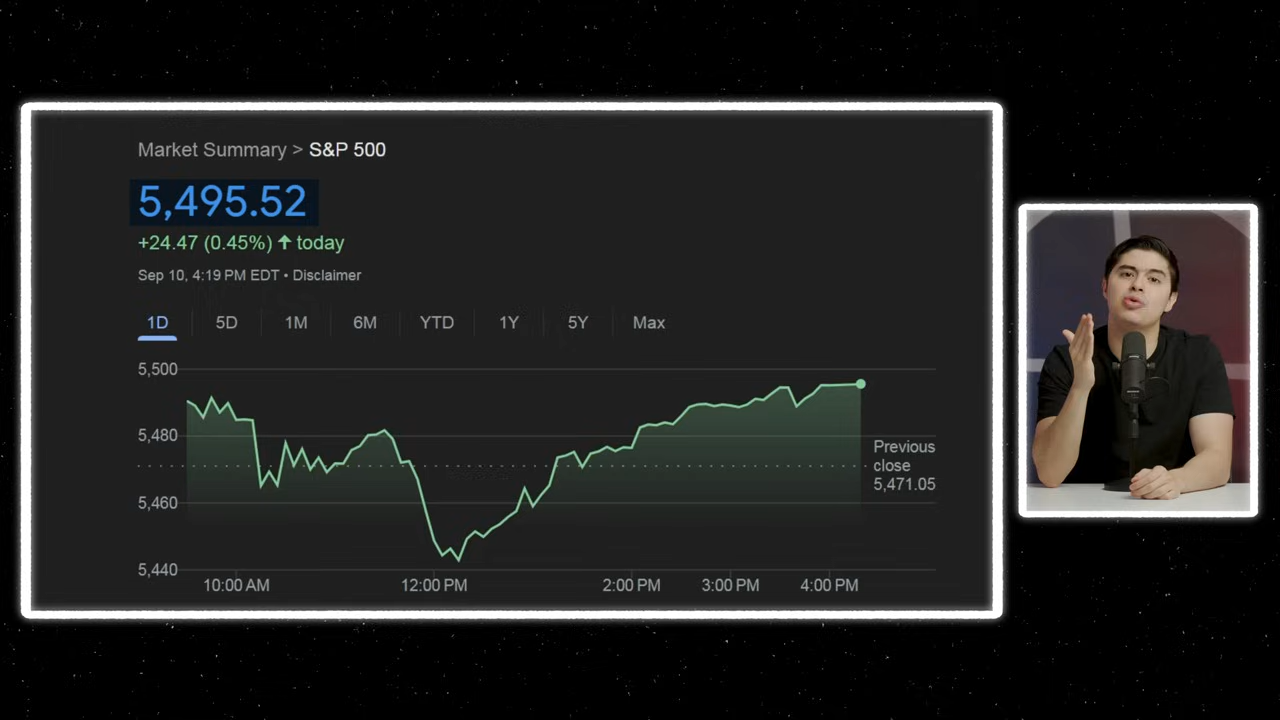 Market Summary > S&P 500
5,495.52
+24.47 (0.45%) ↑ today
Sep 10, 4:19 PM EDT • Disclaimer
1D 5D 1M 6M YTD 1Y 5Y Max
5,500
5,480
5,460
5,440
Previous
close
5,471.05
10:00 AM 12:00 PM 2:00 PM 3:00 PM 4:00 PM